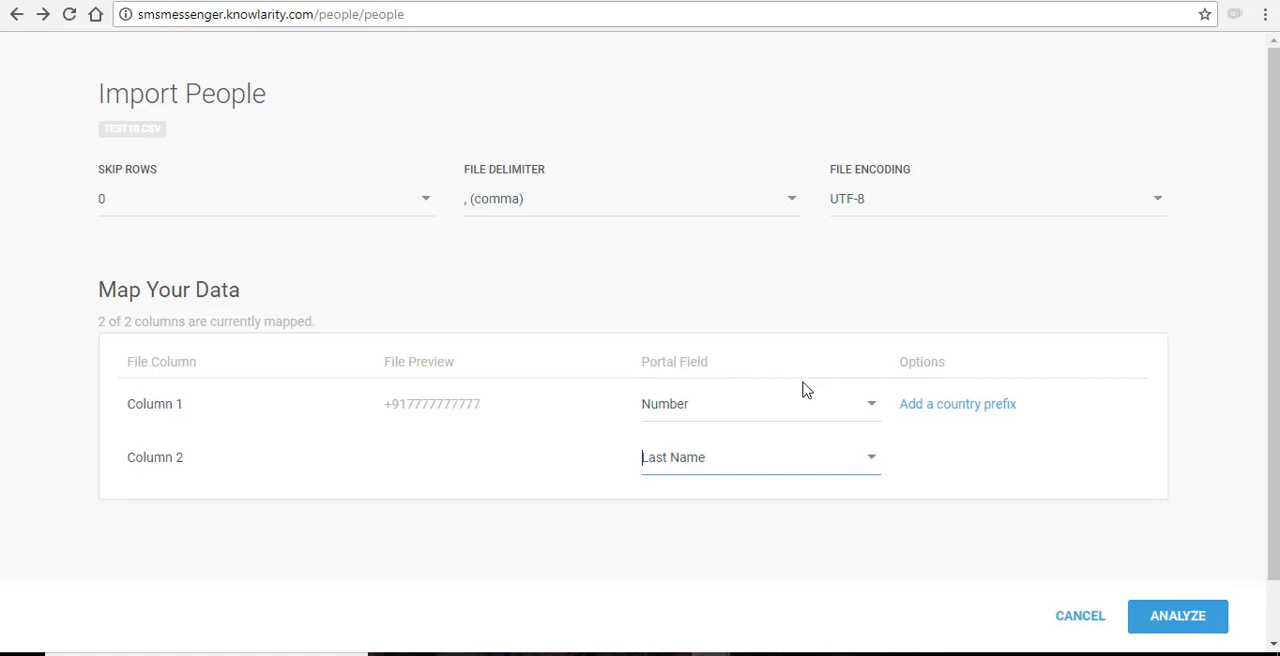 smsmessenger.knowlarity.com/people/people
Import People
TEST10.CSV
SKIP ROWS FILE DELIMITER FILE ENCODING
0 , (comma) UTF-8
Map Your Data
2 of 2 columns are currently mapped.
File Column File Preview Portal Field Options
Column 1 +917777777777 Number Add a country prefix
Column 2 Last Name
CANCEL ANALYZE